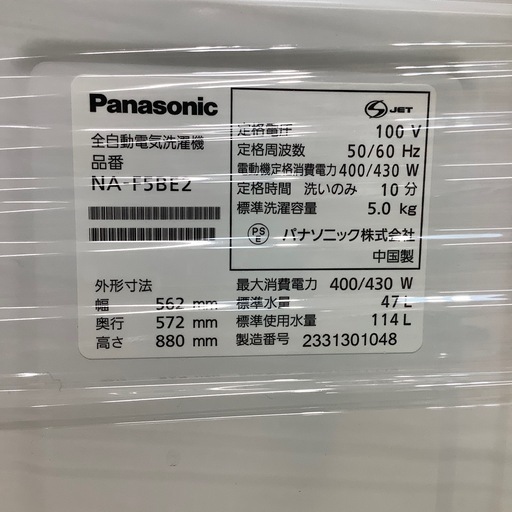 Panasonic
全自動電気洗濯機
品番
NA-F5BE2
外形寸法
幅 562 mm
奥行 572 mm
高さ 880 mm
S JET
定格電圧 100 V
定格周波数 50/60 Hz
電動機定格消費電力 400/430 W
定格時間 洗いのみ 10 分
標準洗濯容量 5.0 kg
PSE パナソニック株式会社
中国製
最大消費電力 400/430 W
標準水量 47 L
標準使用水量 114 L
製造番号 2331301048